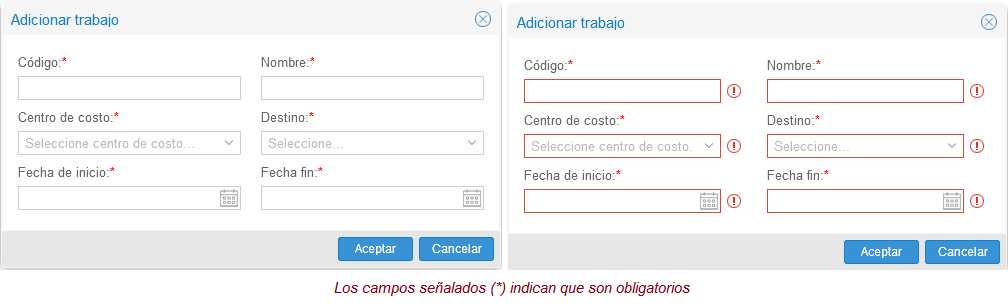 Adicionar trabajo
Código:*
Nombre:*
Centro de costo:*
Destino:*
Seleccione centro de costo...
Seleccione...
Fecha de inicio:*
Fecha fin:*
Aceptar
Cancelar
Adicionar trabajo
Código:*
Nombre:*
Centro de costo:*
Destino:*
Seleccione centro de costo.
Seleccione...
Fecha de inicio:*
Fecha fin:*
Aceptar
Cancelar
Los campos señalados (*) indican que son obligatorios